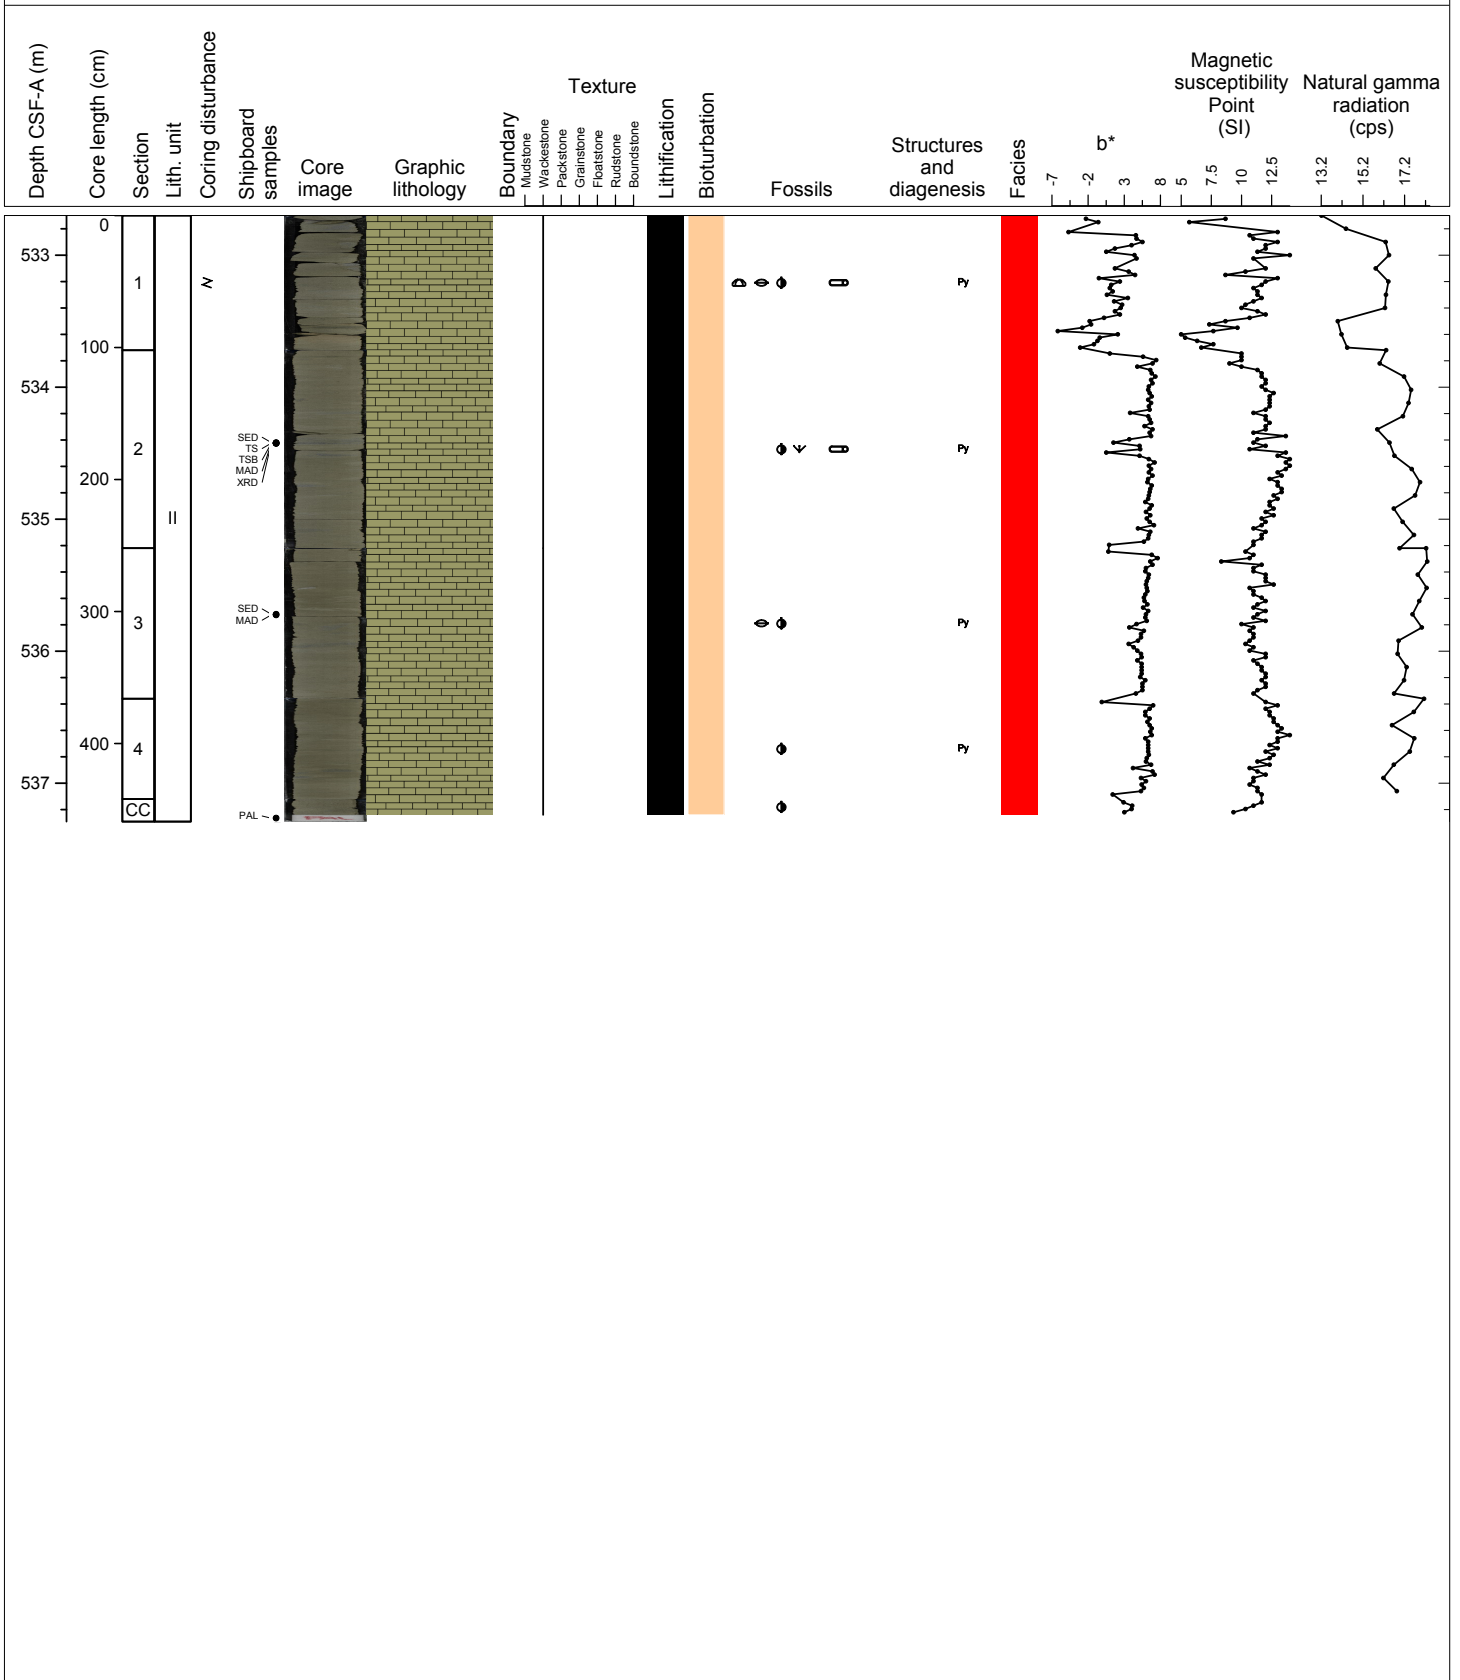 Depth CSF-A (m)
Core length (cm)
Section
Lith. unit
Coring disturbance
Shipboard
samples
Core
image
Graphic
lithology
Boundary
Texture
Mudstone
Wackestone
Packstone
Grainstone
Floatstone
Rudstone
Boundstone
Lithification
Bioturbation
Fossils
Structures
and
diagenesis
Facies
b*
-7
-2
3
8
Magnetic
susceptibility
Point
(SI)
5
7.5
10
12.5
Natural gamma
radiation
(cps)
13.2
15.2
17.2
533
534
535
536
537
0
100
200
300
400
1
2
3
4
CC
II
SED
TS
TSB
MAD
XRD
SED
MAD
PAL
PAL
Py
Py
Py
Py